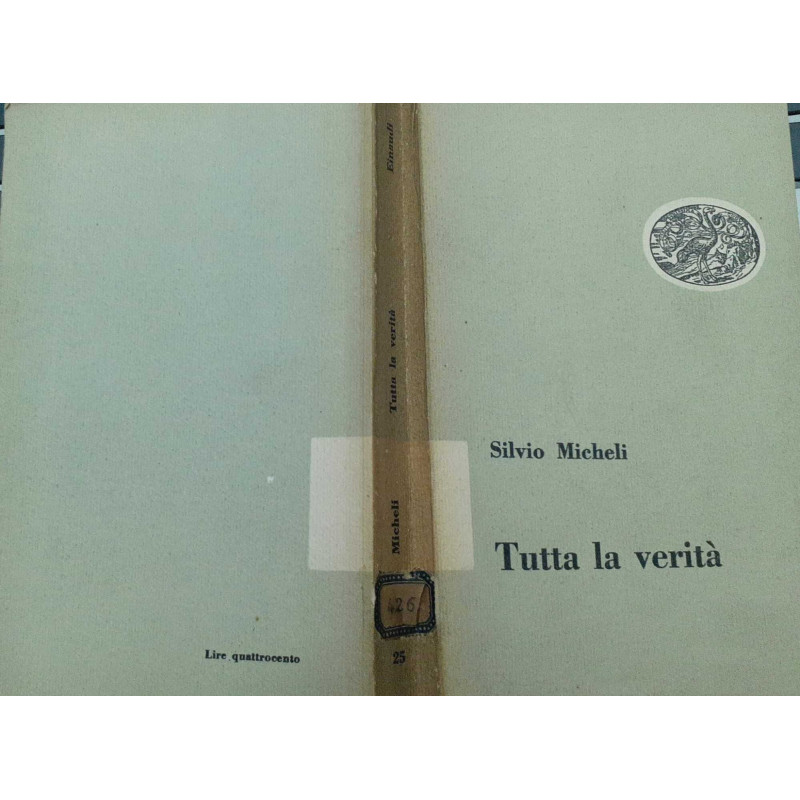 Silvio Micheli
Tutta la verità
Einaudi
Tutta la verità
Micheli
426
25
Lire quattrocento